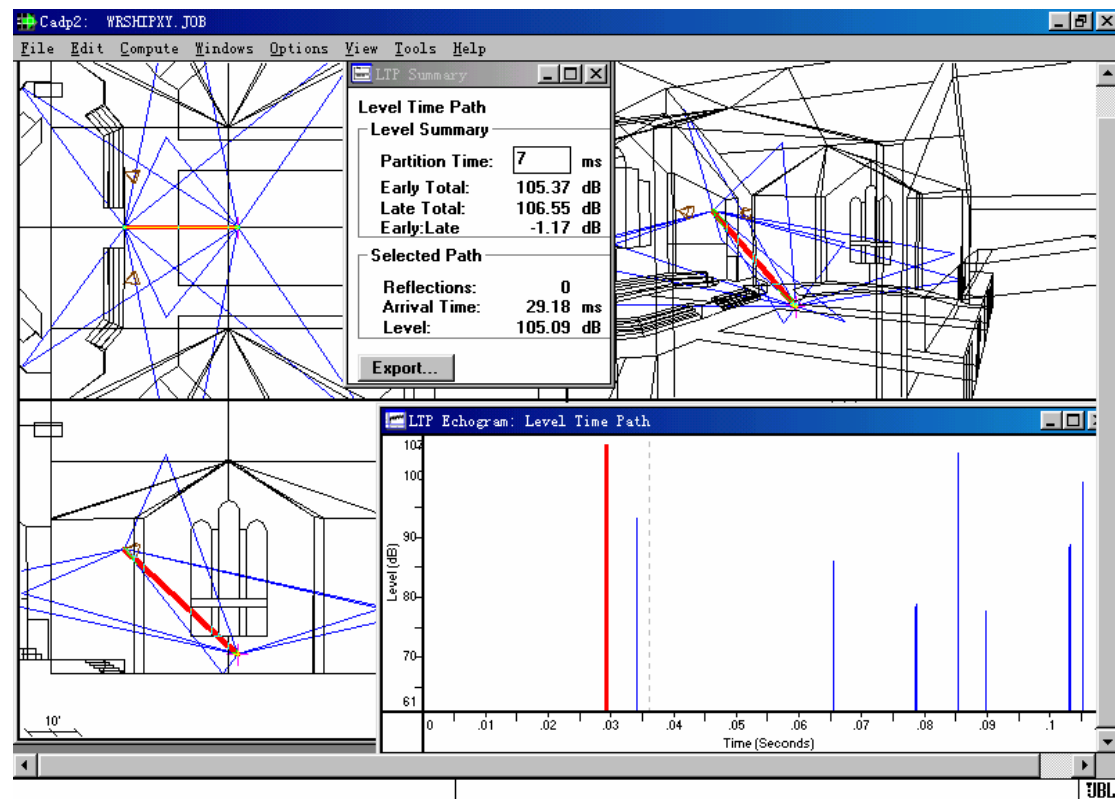 Cadp2: WRSHIPXY.JOB
File Edit Compute Windows Options View Tools Help
LTP Summary
Level Time Path
Level Summary
Partition Time: 7 ms
Early Total: 105.37 dB
Late Total: 106.55 dB
Early:Late -1.17 dB
Selected Path
Reflections: 0
Arrival Time: 29.18 ms
Level: 105.09 dB
Export...
LTP Echogram: Level Time Path
100
90
80
70
61
Level (dB)
0 .01 .02 .03 .04 .05 .06 .07 .08 .09 .1
Time (Seconds)
10'
JBL